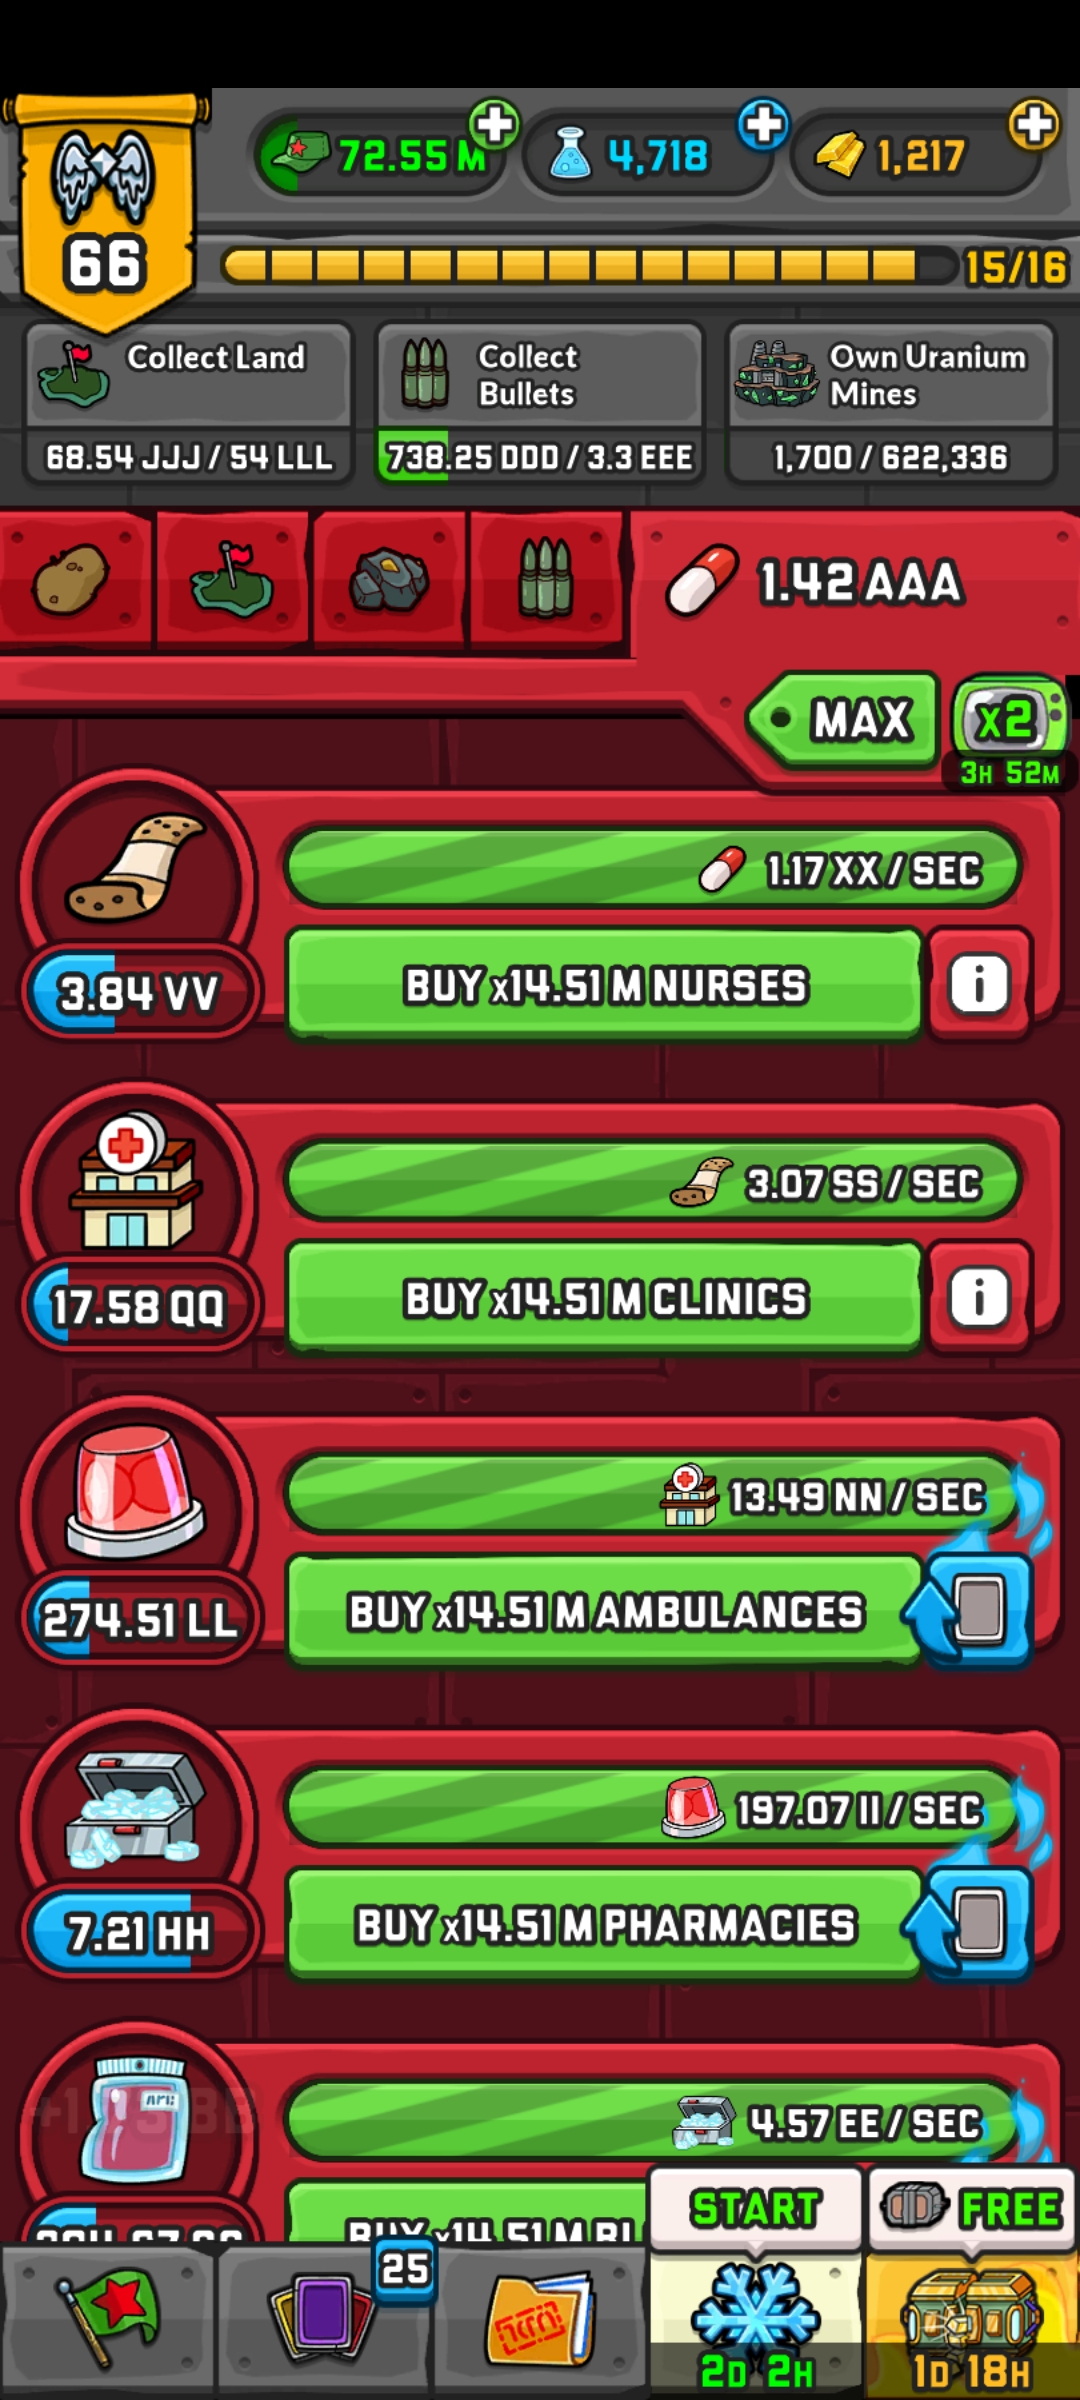 72.55 M
4,718
1,217
66
15/16
Collect Land
68.54 JJJ / 54 LLL
Collect
Bullets
738.25 DDD / 3.3 EEE
Own Uranium
Mines
1,700 / 622,336
1.42 AAA
MAX
x2
3H 52M
1.17 XX / SEC
3.84 VV
BUY x14.51 M NURSES
3.07 SS / SEC
17.58 QQ
BUY x14.51 M CLINICS
13.49 NN / SEC
274.51 LL
BUY x14.51 M AMBULANCES
197.07 II / SEC
7.21 HH
BUY x14.51 M PHARMACIES
4.57 EE / SEC
BUY x14.51 M
START
FREE
25
2D 2H
1D 18H